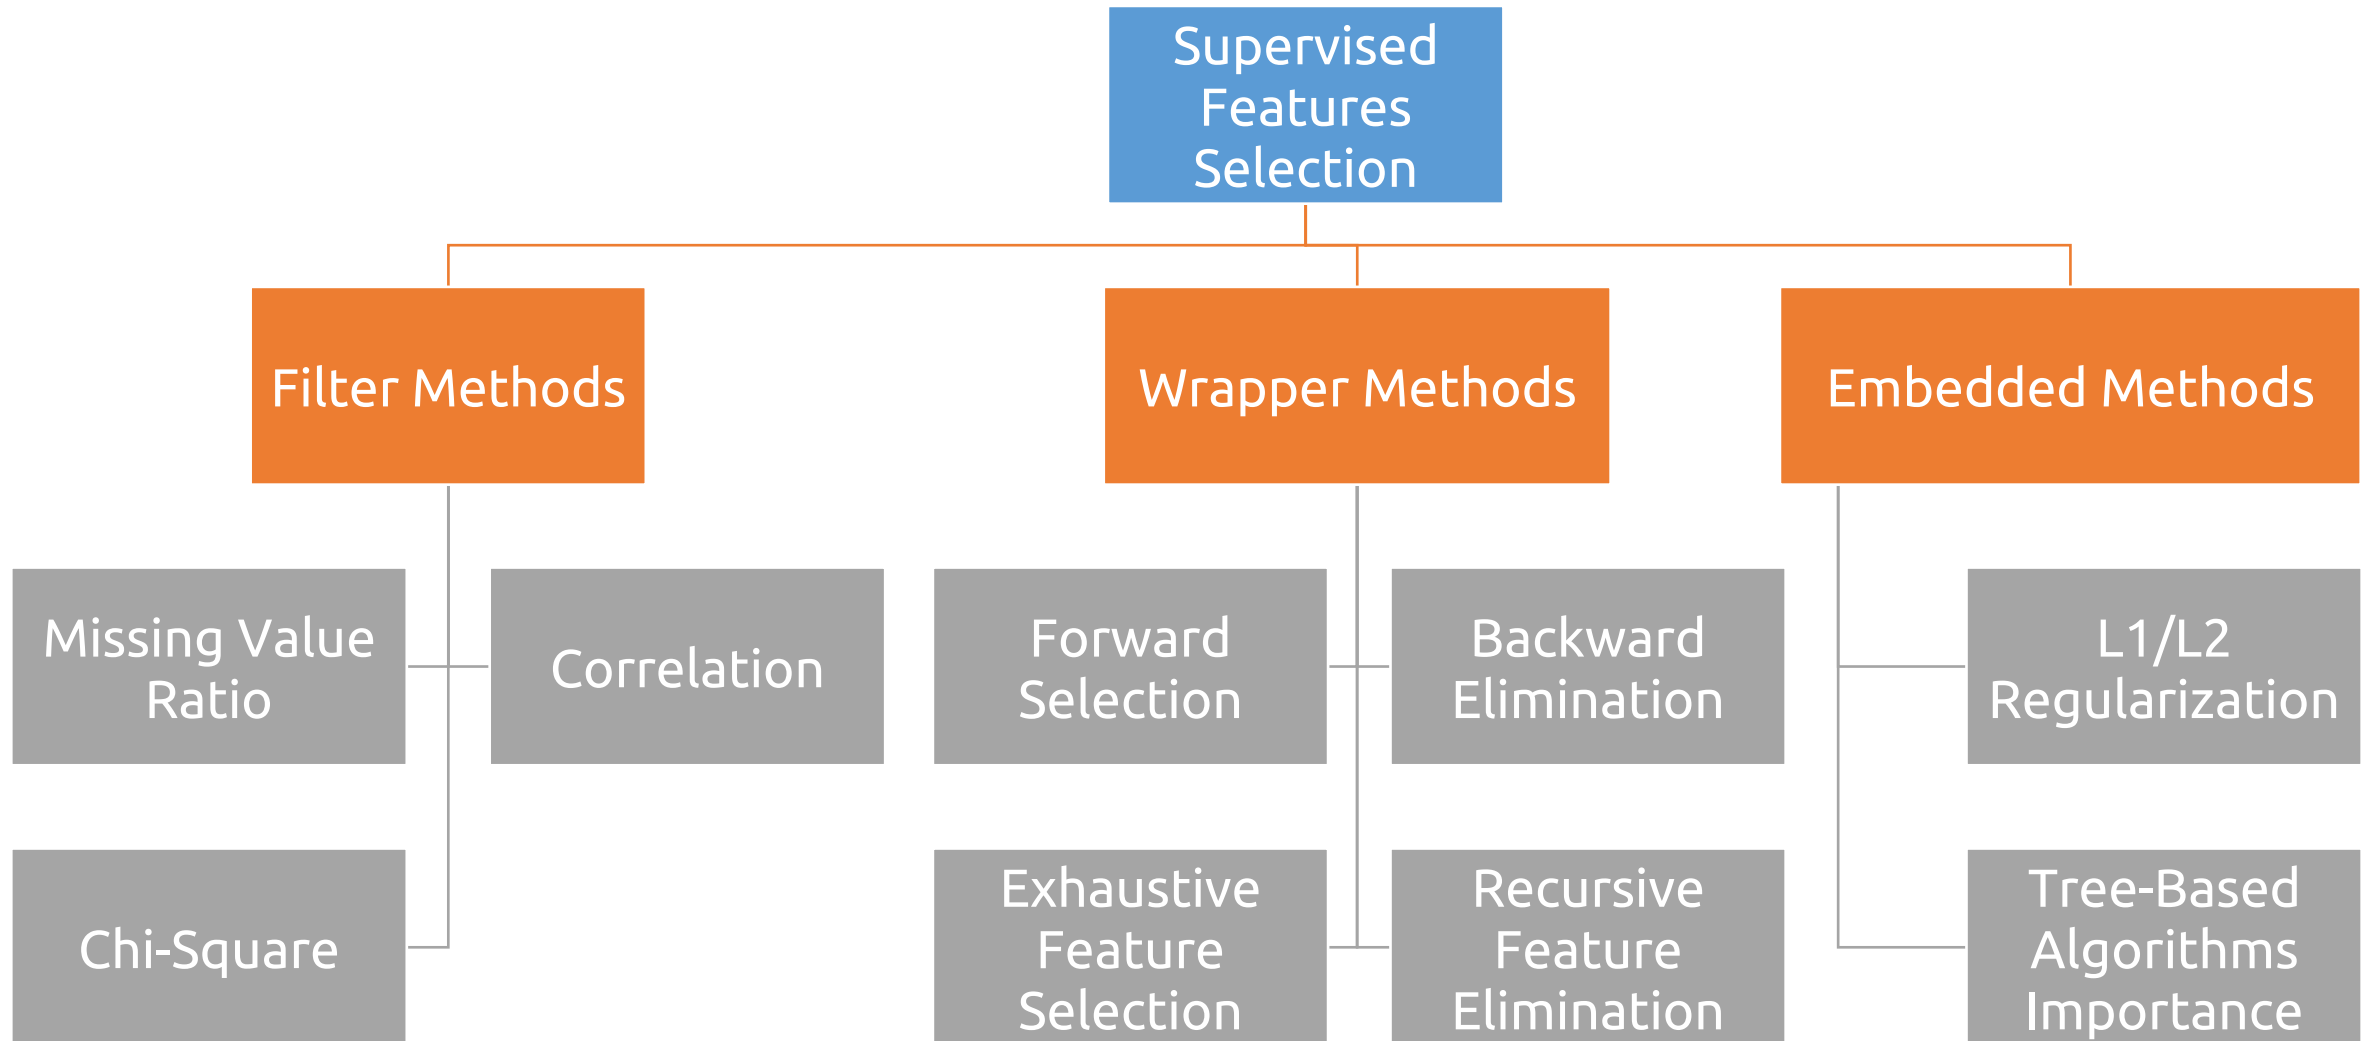 Supervised
Features
Selection
Filter Methods
Wrapper Methods
Embedded Methods
Missing Value
Ratio
Correlation
Forward
Selection
Backward
Elimination
L1/L2
Regularization
Chi-Square
Exhaustive
Feature
Selection
Recursive
Feature
Elimination
Tree-Based
Algorithms
Importance